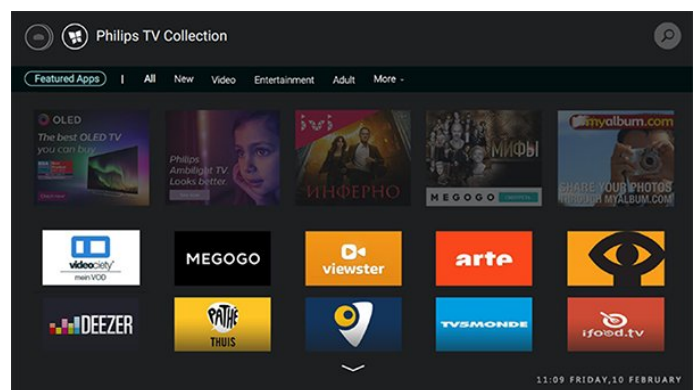 Philips TV Collection
Featured Apps | All New Video Entertainment Adult More
OLED
The best OLED TV
you can buy
Philips
Ambilight TV.
Looks better.
ivi
ИНФЕРНО
МИФЫ
MEGOGO
myalbum.com
SHARE YOUR PHOTOS
THROUGH MYALBUM.COM
videociety
mein VOD
MEGOGO
viewster
arte
DEEZER
PATHÉ
THUIS
TV5MONDE
ifood.tv
11:09 FRIDAY,10 FEBRUARY